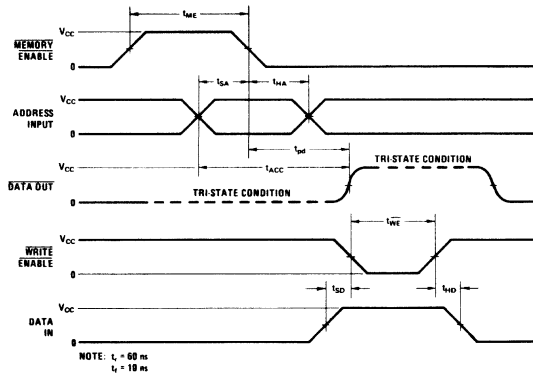 tME
VCC
MEMORY
ENABLE
0
tSA
tHA
VCC
ADDRESS
INPUT
0
tpd
tACC
TRI-STATE CONDITION
VCC
DATA OUT
TRI-STATE CONDITION
0
tWE
VCC
WRITE
ENABLE
0
tSD
tHD
VCC
DATA
IN
0
NOTE: tr = 60 ns
tf = 10 ns